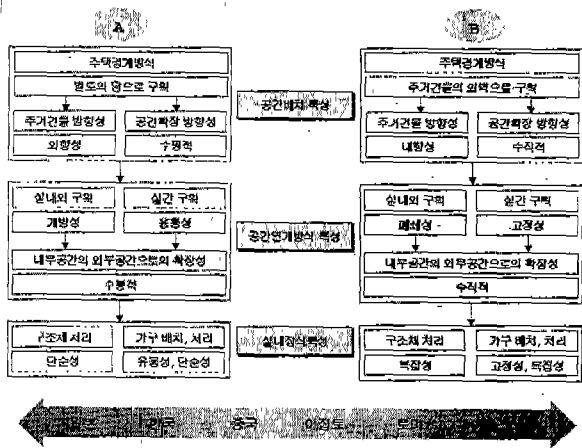 A
주택경계방식
별도의 담으로 구획
주거건물 방향성
공간확장 방향성
외향성
수평적
실내외 구획
실간 구획
개방성
융통성
내부공간의 외부공간으로의 확장성
수평적
구조체 처리
가구 배치, 처리
단순성
유동성, 단순성
공간배치 특성
공간연계방식 특성
실내장식특성
B
주택경계방식
주거건물의 외벽으로 구획
주거건물 방향성
공간확장 방향성
내향성
수직적
실내외 구획
실간 구획
폐쇄성
고정성
내부공간의 외부공간으로의 확장성
수직적
구조체 처리
가구 배치, 처리
복잡성
고정성, 복잡성
한국
중국
이집트